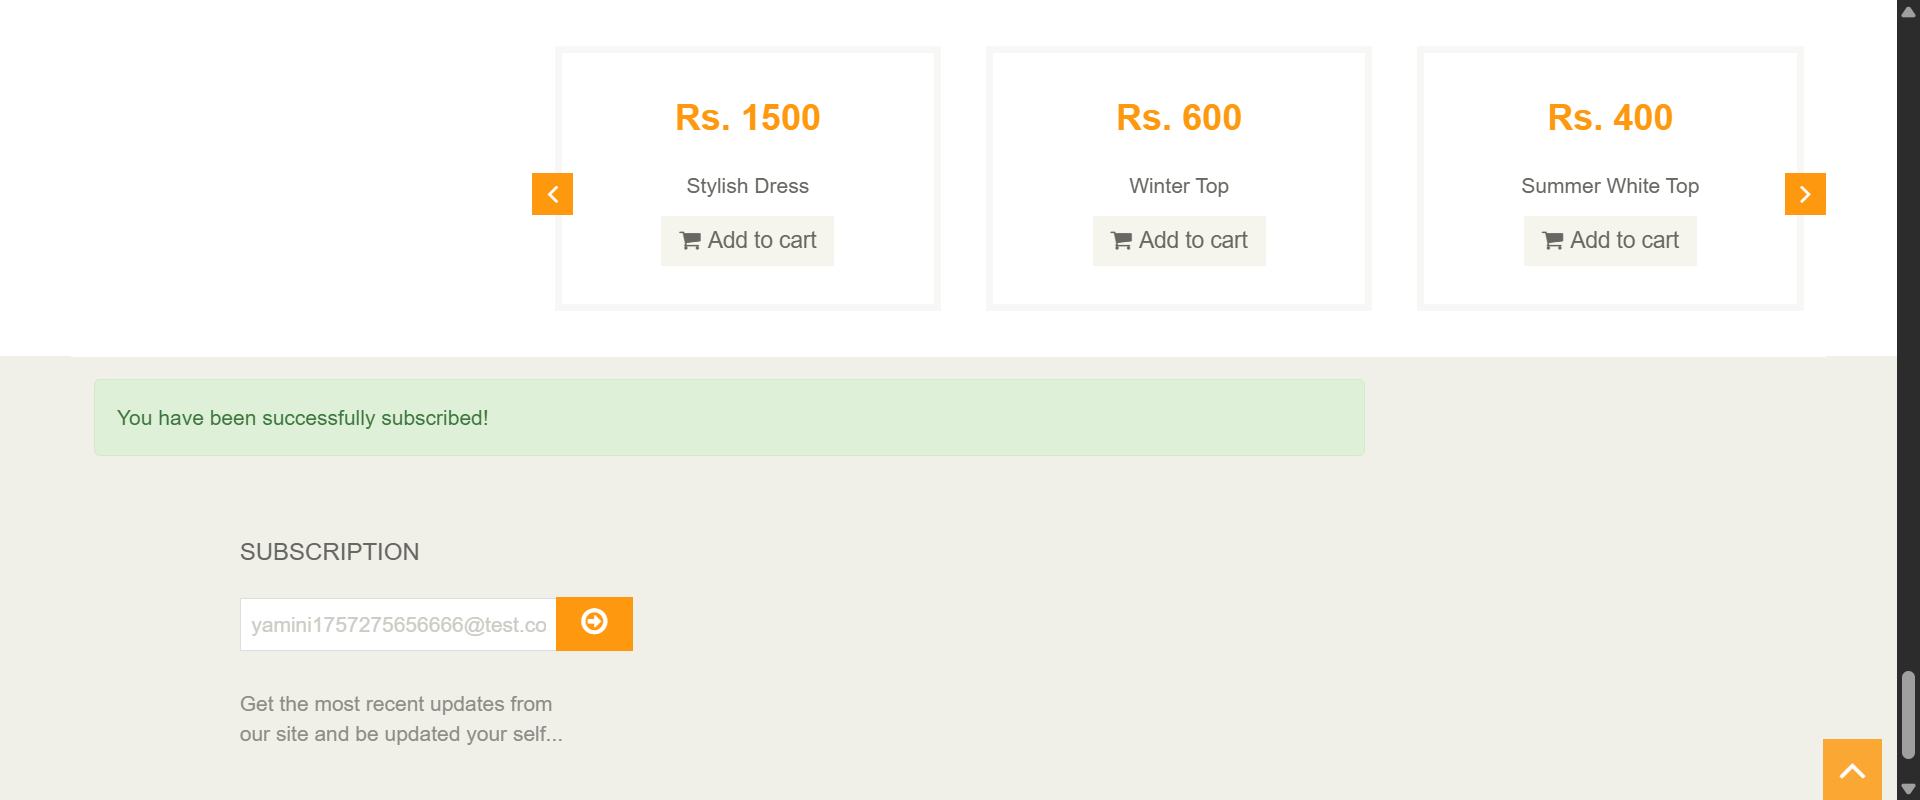 Rs. 1500
Stylish Dress
Add to cart
Rs. 600
Winter Top
Add to cart
Rs. 400
Summer White Top
Add to cart
You have been successfully subscribed!
SUBSCRIPTION
yamini1757275656666@test.co
Get the most recent updates from
our site and be updated your self...